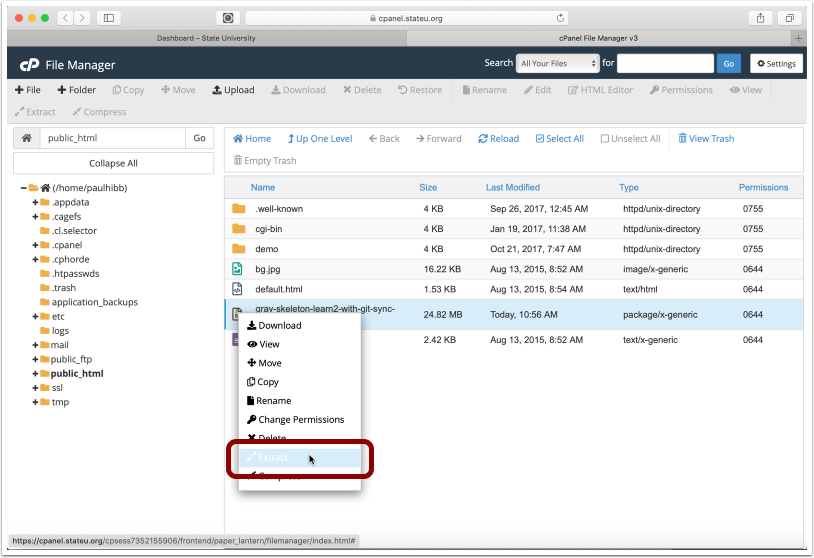 cpanel.stateu.org
Dashboard – State University
cPanel File Manager v3
cP File Manager
Search All Your Files for Go Settings
File Folder Copy Move Upload Download Delete Restore Rename Edit HTML Editor Permissions View
Extract Compress
public_html Go
Collapse All
(/home/paulhibb)
.appdata
.cagefs
.cl.selector
.cpanel
.cphorde
.htpasswds
.trash
application_backups
etc
logs
mail
public_ftp
public_html
ssl
tmp
Home Up One Level Back Forward Reload Select All Unselect All View Trash
Empty Trash
Name Size Last Modified Type Permissions
.well-known 4 KB Sep 26, 2017, 12:45 AM httpd/unix-directory 0755
cgi-bin 4 KB Jan 19, 2017, 11:38 AM httpd/unix-directory 0755
demo 4 KB Oct 21, 2017, 7:47 AM httpd/unix-directory 0755
bg.jpg 16.22 KB Aug 13, 2015, 8:52 AM image/x-generic 0644
default.html 1.53 KB Aug 13, 2015, 8:54 AM text/html 0644
grav-skeleton-learn2-with-git-sync- 24.82 MB Today, 10:56 AM package/x-generic 0644
2.42 KB Aug 13, 2015, 8:52 AM text/x-generic 0644
Download
View
Move
Copy
Rename
Change Permissions
Delete
Extract
Compress
https://cpanel.stateu.org/cpsess7352155906/frontend/paper_lantern/filemanager/index.html#